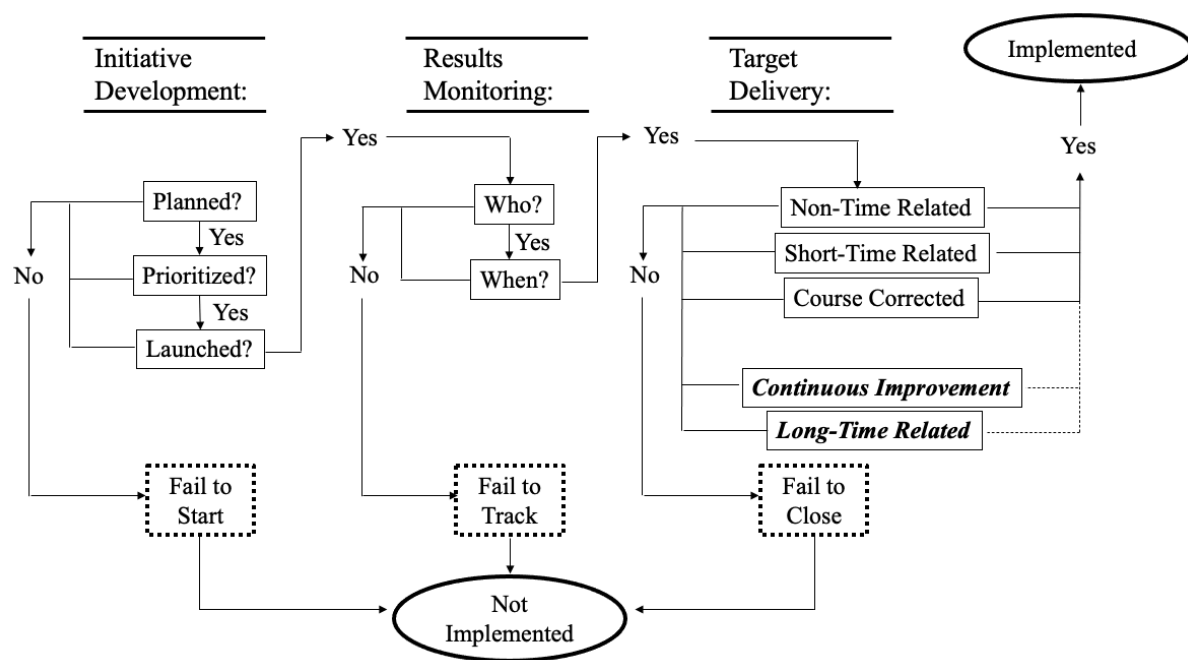 Initiative
Development:
Results
Monitoring:
Target
Delivery:
Implemented
Yes
Yes
Yes
Planned?
Yes
Prioritized?
Yes
Launched?
No
Who?
Yes
When?
No
Non-Time Related
Short-Time Related
Course Corrected
Continuous Improvement
Long-Time Related
No
Fail to
Start
Fail to
Track
Fail to
Close
Not
Implemented